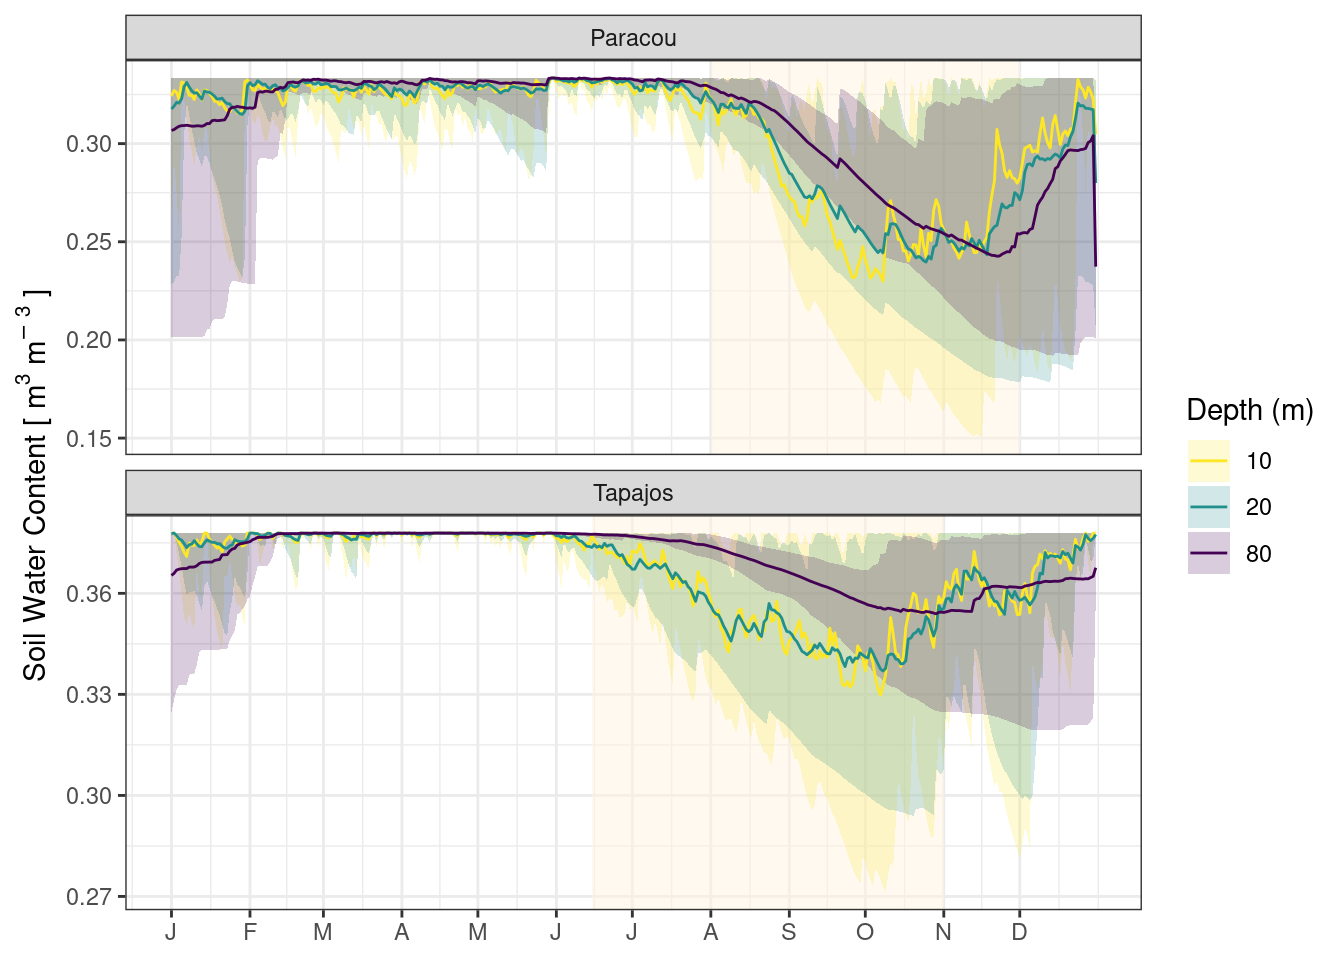 Paracou
0.30
0.25
0.20
0.15
Soil Water Content [ m³ m⁻³ ]
Tapajos
0.36
0.33
0.30
0.27
J F M A M J J A S O N D
Depth (m)
10
20
80